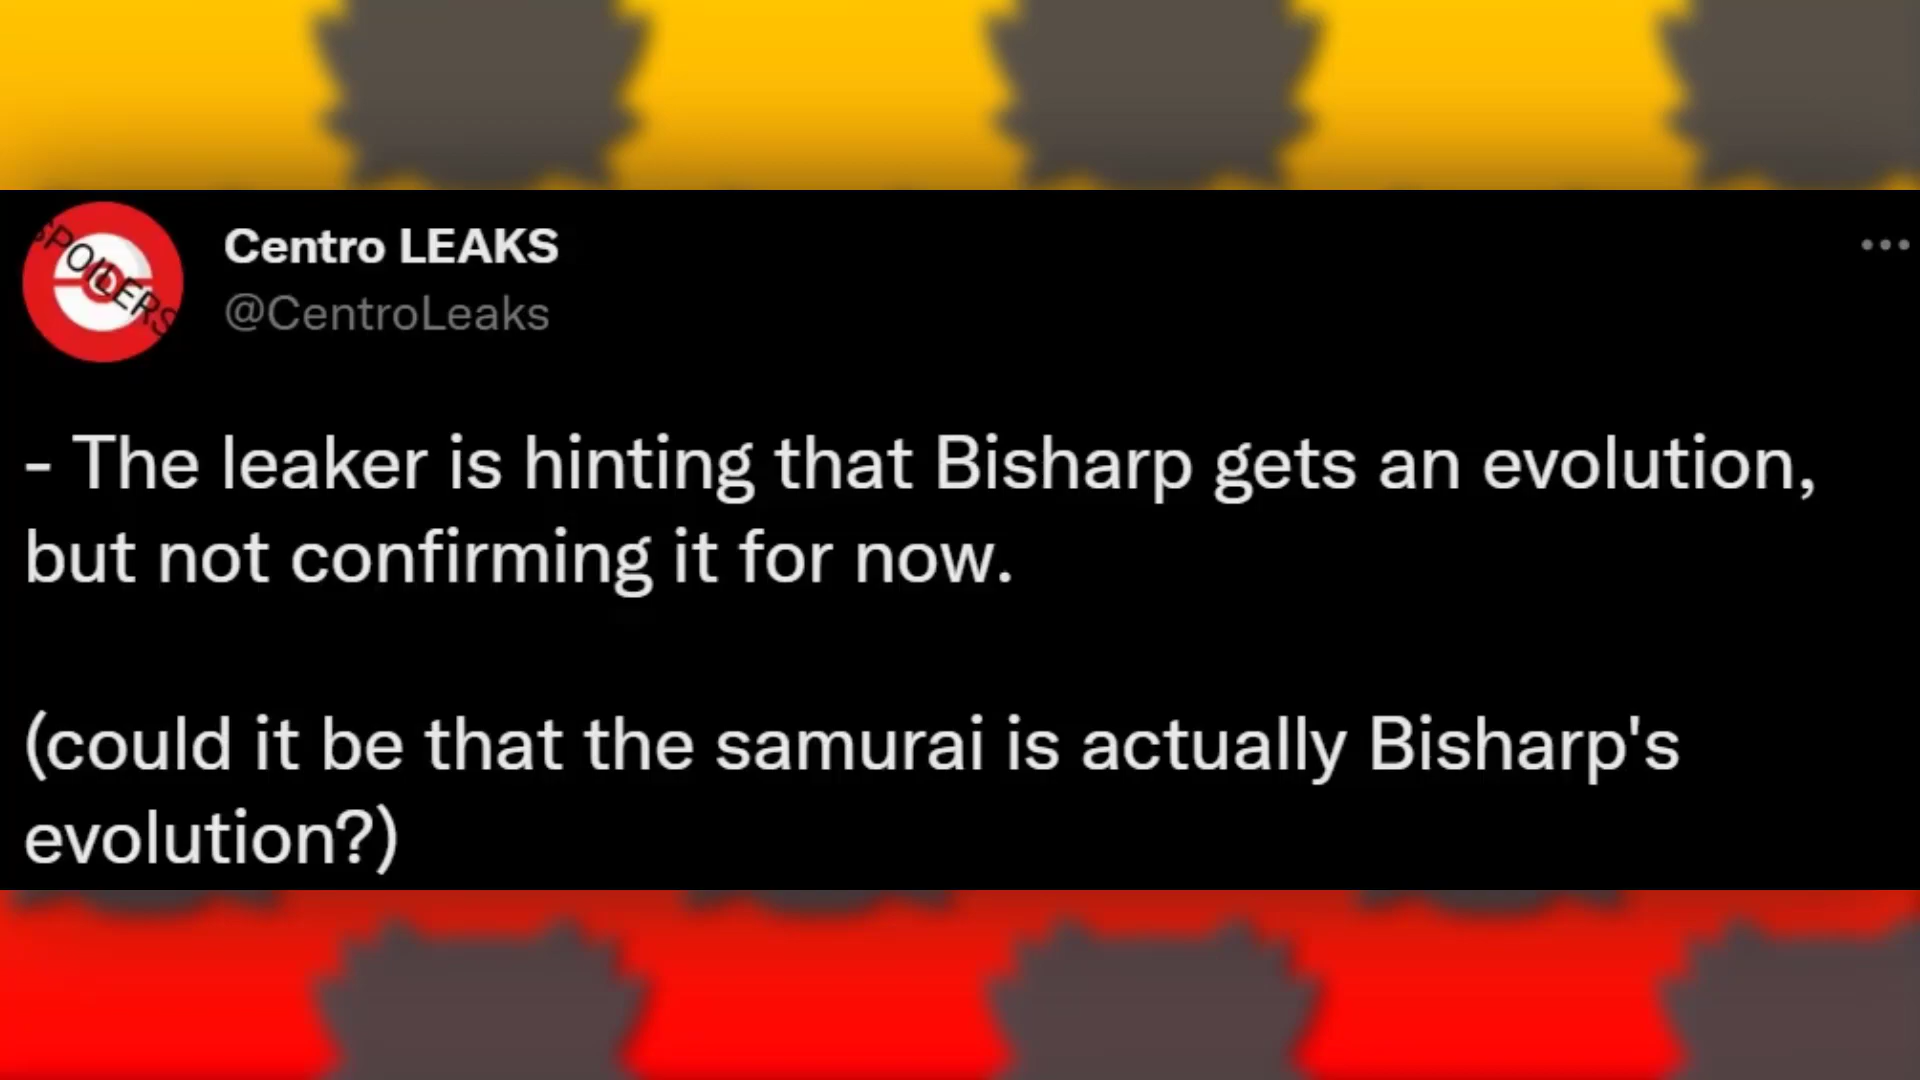 SPOILERS
Centro LEAKS
@CentroLeaks
- The leaker is hinting that Bisharp gets an evolution,
but not confirming it for now.
(could it be that the samurai is actually Bisharp's
evolution?)